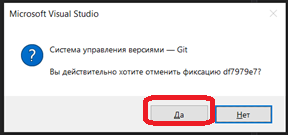 Microsoft Visual Studio
Система управления версиями — Git
Вы действительно хотите отменить фиксацию df7979e7?
Да
Нет